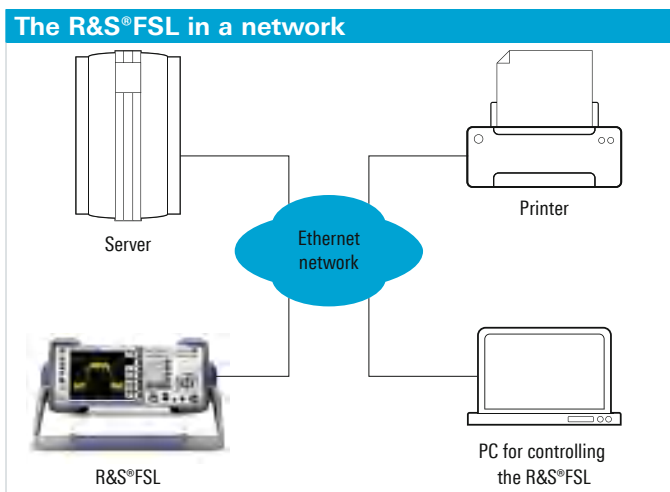 The R&S®FSL in a network
Server
Printer
Ethernet
network
R&S®FSL
PC for controlling
the R&S®FSL